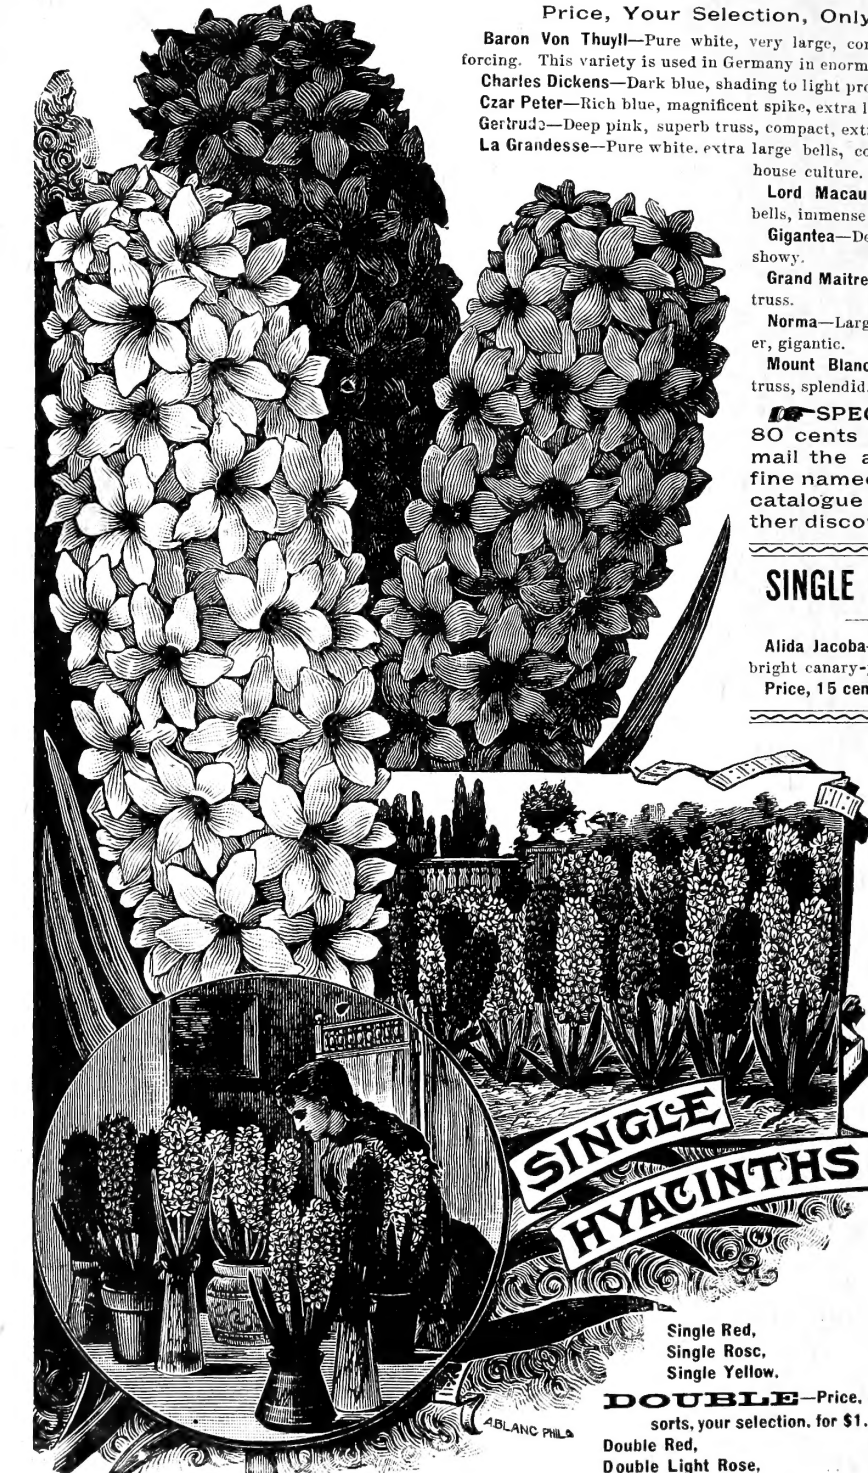 Price, Your Selection, Only
Baron Von Thuyll—Pure white, very large, com
forcing. This variety is used in Germany in enorm
Charles Dickens—Dark blue, shading to light pr
Czar Peter—Rich blue, magnificent spike, extra l
Gertrude—Deep pink, superb truss, compact, ext
La Grandesse—Pure white. extra large bells, co
house culture.
Lord Macau
bells, immense
Gigantea—De
showy.
Grand Maitre
truss.
Norma—Larg
er, gigantic.
Mount Blanc
truss, splendid.
SPEC
80 cents
mail the a
fine named
catalogue
ther disco
SINGLE
Alida Jacoba-
bright canary-
Price, 15 cen
SINGLE
HYACINTHS
Single Red,
Single Rose,
Single Yellow.
DOUBLE—Price,
sorts, your selection. for $1.
Double Red,
Double Light Rose,
A.BLANC PHILA